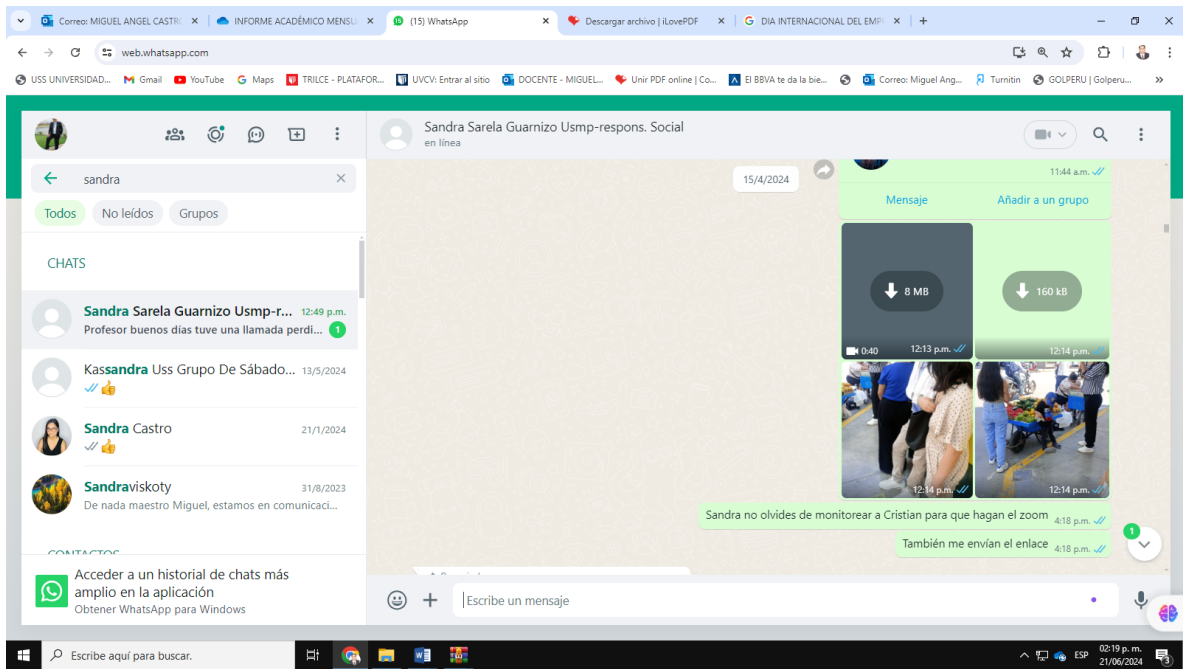 Correo: MIGUEL ANGEL CASTR
INFORME ACADÉMICO MENSU
(15) WhatsApp
Descargar archivo | iLovePDF
DIA INTERNACIONAL DEL EMP
web.whatsapp.com
USS UNIVERSIDAD...
Gmail
YouTube
Maps
TRILCE - PLATAFOR...
UVCV: Entrar al sitio
DOCENTE - MIGUEL...
Unir PDF online | Co...
El BBVA te da la bie...
Correo: Miguel Ang...
Turnitin
GOLPERU | Golperu...
Sandra Sarela Guarnizo Usmp-respons. Social
en línea
sandra
Todos
No leídos
Grupos
CHATS
Sandra Sarela Guarnizo Usmp-r... 12:49 p.m.
Profesor buenos días tuve una llamada perdi... 1
Kassandra Uss Grupo De Sábado... 13/5/2024
Sandra Castro 21/1/2024
Sandraviskoty 31/8/2023
De nada maestro Miguel, estamos en comunicaci...
CONTACTOS
Acceder a un historial de chats más
amplio en la aplicación
Obtener WhatsApp para Windows
15/4/2024
11:44 a.m.
Mensaje
Añadir a un grupo
8 MB
160 kB
0:40 12:13 p.m.
12:14 p.m.
12:14 p.m.
12:14 p.m.
Sandra no olvides de monitorear a Cristian para que hagan el zoom 4:18 p.m.
También me envían el enlace 4:18 p.m.
1
Escribe un mensaje
Escribe aquí para buscar.
ESP
02:19 p. m.
21/06/2024
3